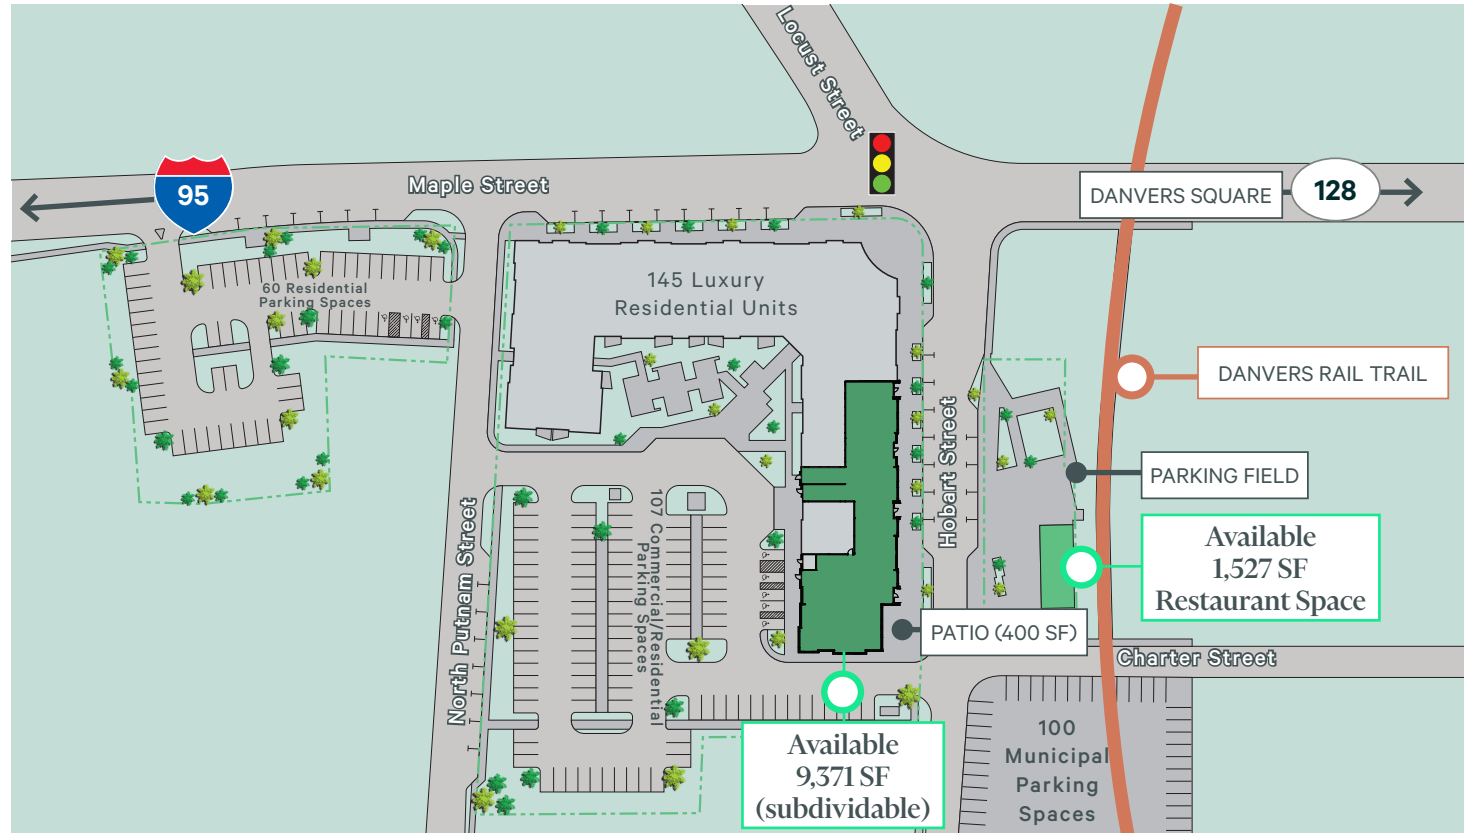 Locust Street
95
Maple Street
DANVERS SQUARE
128
145 Luxury
Residential Units
60 Residential
Parking Spaces
DANVERS RAIL TRAIL
Hobart Street
PARKING FIELD
North Putnam Street
107 Commercial/Residential
Parking Spaces
Available
1,527 SF
Restaurant Space
PATIO (400 SF)
Charter Street
Available
9,371 SF
(subdividable)
100
Municipal
Parking
Spaces